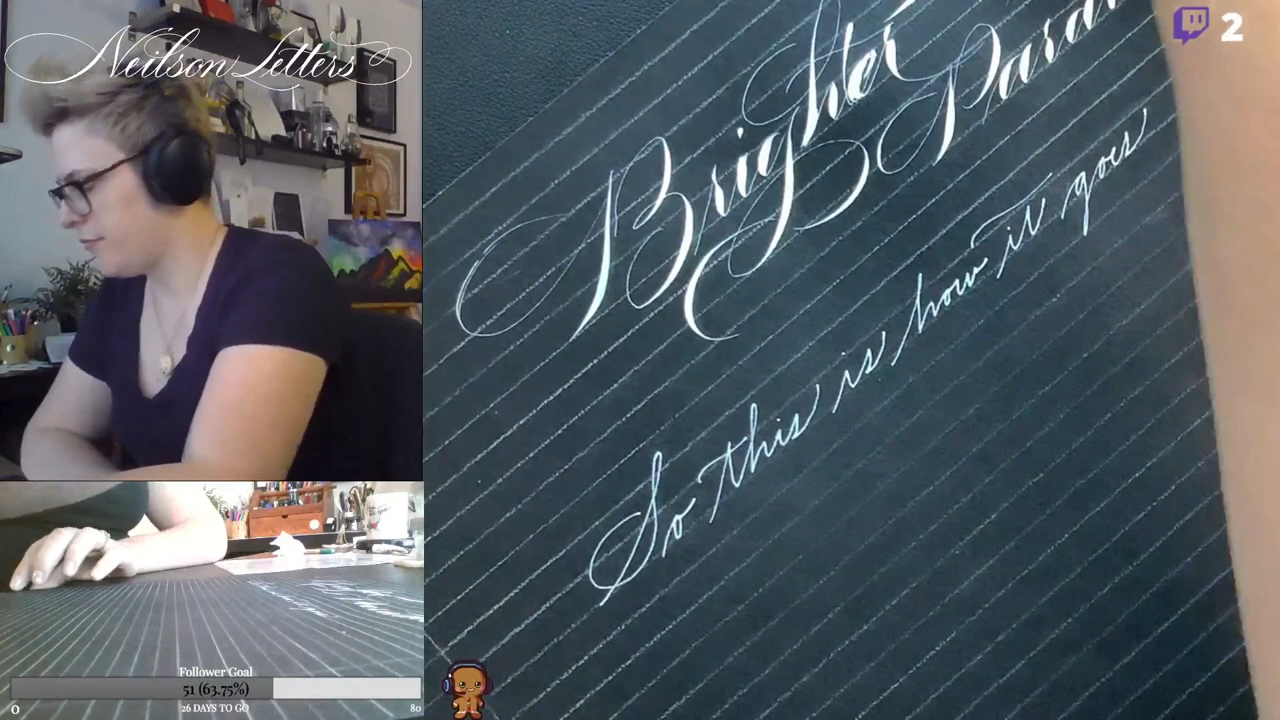 Neilson Letters
2
Brighter
So this is how it goes
Follower Goal
51 (63.75%)
0
26 DAYS TO GO
80